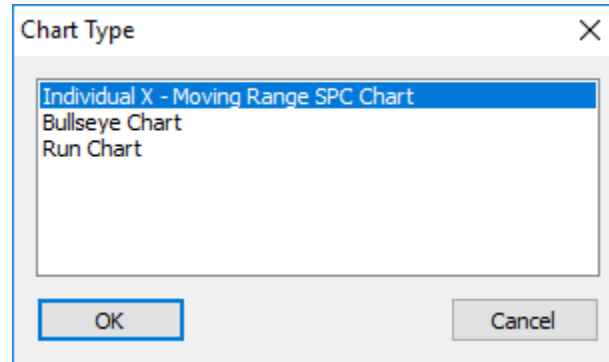 Chart Type
Individual X - Moving Range SPC Chart
Bullseye Chart
Run Chart
OK
Cancel